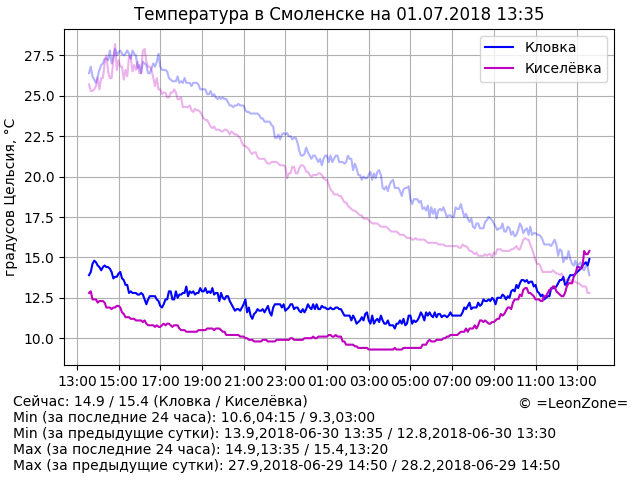 Температура в Смоленске на 01.07.2018 13:35
27.5
25.0
22.5
20.0
17.5
15.0
12.5
10.0
градусов Цельсия, °C
Кловка
Киселёвка
13:00 15:00 17:00 19:00 21:00 23:00 01:00 03:00 05:00 07:00 09:00 11:00 13:00
Сейчас: 14.9 / 15.4 (Кловка / Киселёвка)
© =LeonZone=
Min (за последние 24 часа): 10.6,04:15 / 9.3,03:00
Min (за предыдущие сутки): 13.9,2018-06-30 13:35 / 12.8,2018-06-30 13:30
Max (за последние 24 часа): 14.9,13:35 / 15.4,13:20
Max (за предыдущие сутки): 27.9,2018-06-29 14:50 / 28.2,2018-06-29 14:50